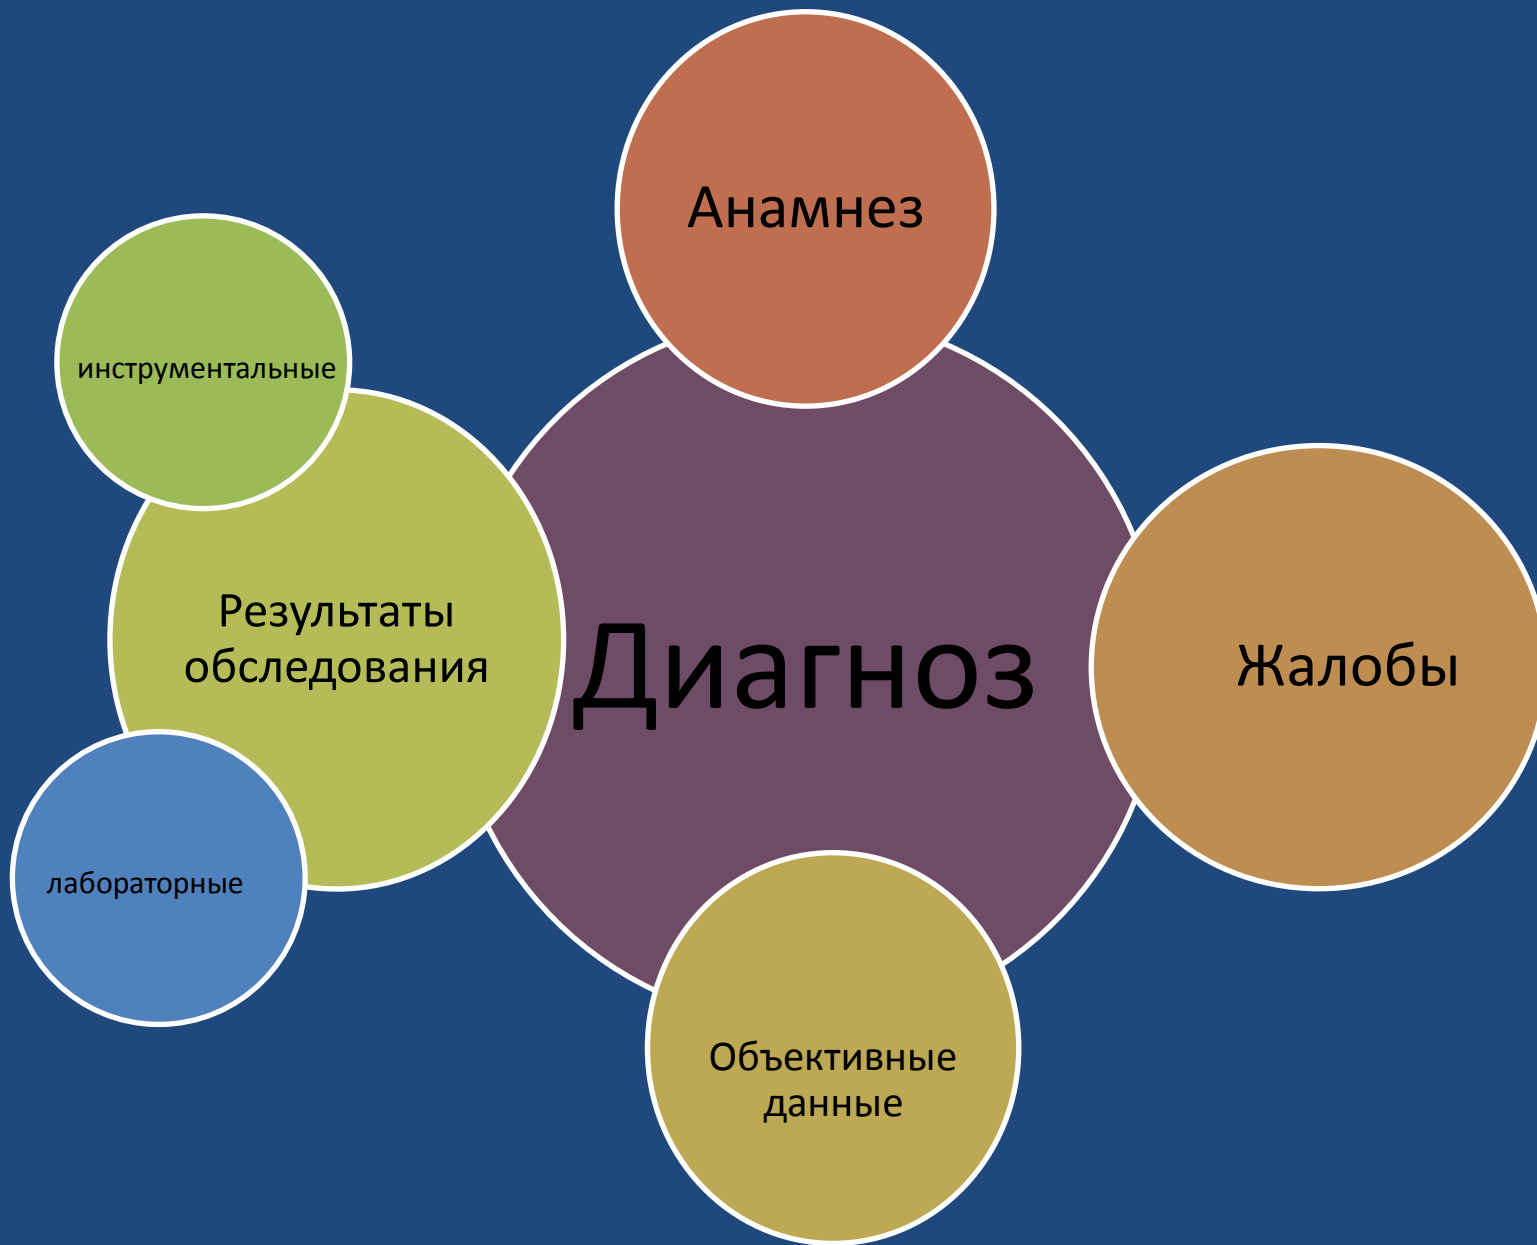 Анамнез
инструментальные
Результаты
обследования
Диагноз
Жалобы
лабораторные
Объективные
данные